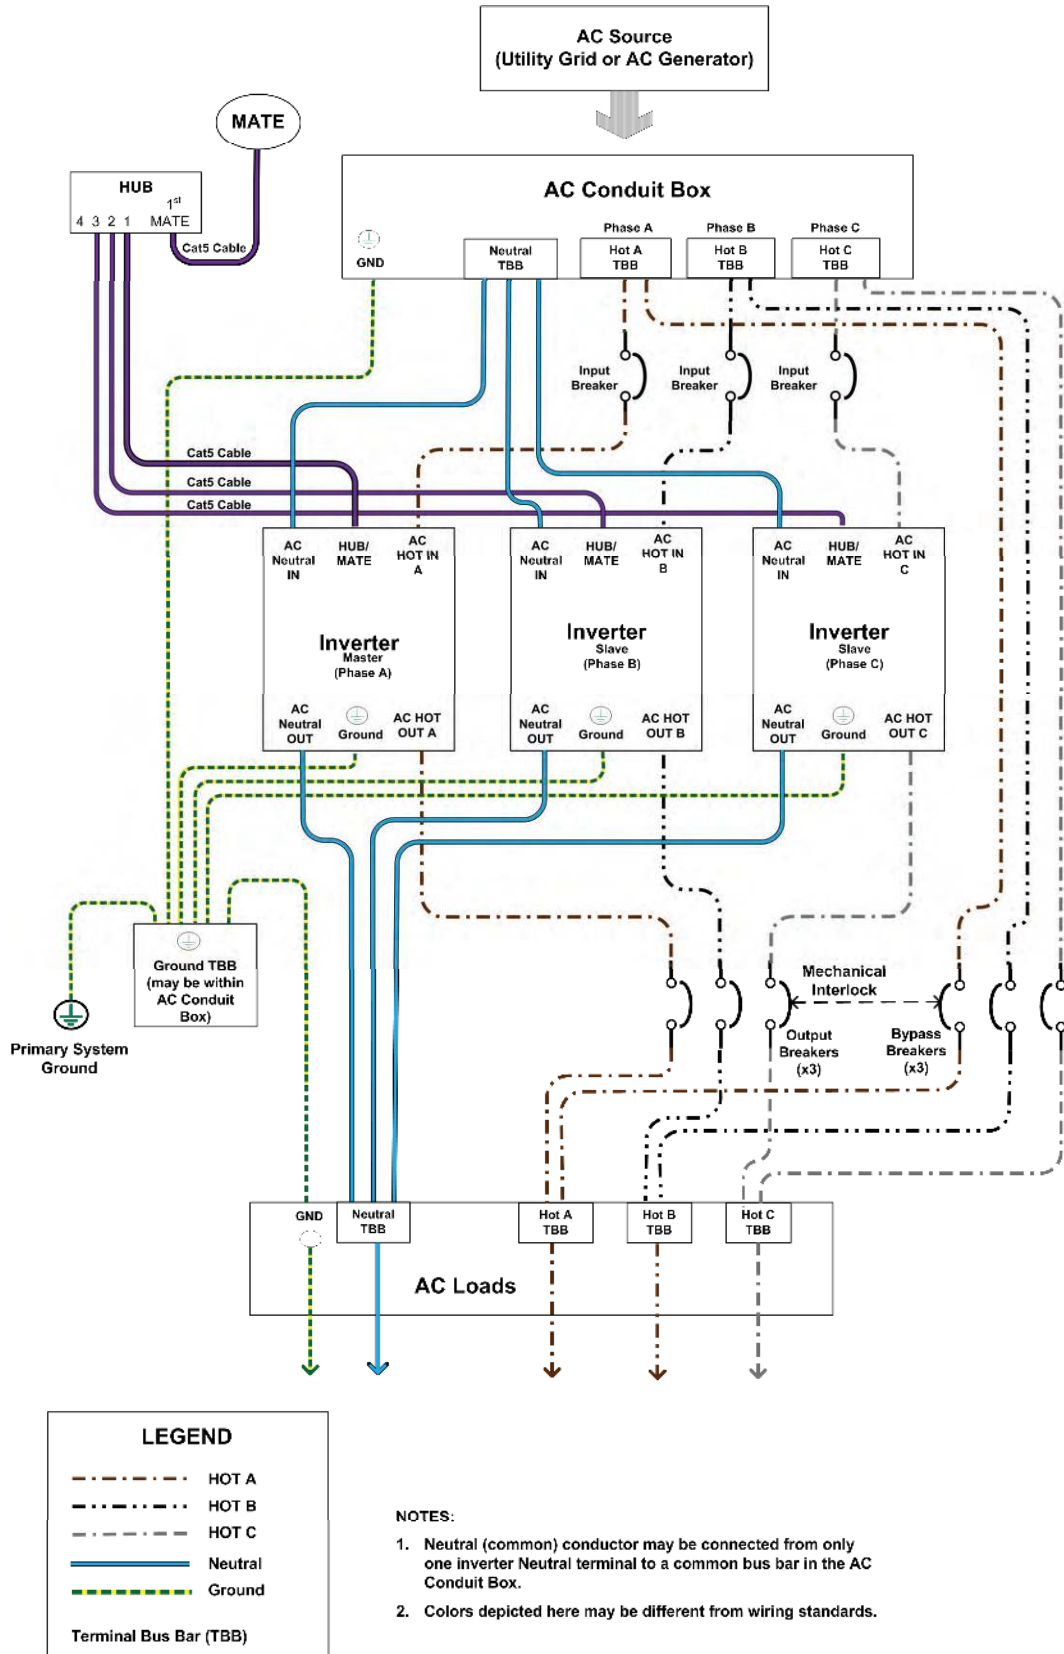 AC Source
(Utility Grid or AC Generator)
MATE
HUB
1st
4 3 2 1 MATE
Cat5 Cable
AC Conduit Box
GND
Neutral
TBB
Phase A
Hot A
TBB
Phase B
Hot B
TBB
Phase C
Hot C
TBB
Input
Breaker
Input
Breaker
Input
Breaker
Cat5 Cable
Cat5 Cable
Cat5 Cable
AC
Neutral
IN
HUB/
MATE
AC
HOT IN
A
Inverter
Master
(Phase A)
AC
Neutral
OUT
Ground
AC HOT
OUT A
AC
Neutral
IN
HUB/
MATE
AC
HOT IN
B
Inverter
Slave
(Phase B)
AC
Neutral
OUT
Ground
AC HOT
OUT B
AC
Neutral
IN
HUB/
MATE
AC
HOT IN
C
Inverter
Slave
(Phase C)
AC
Neutral
OUT
Ground
AC HOT
OUT C
Ground TBB
(may be within
AC Conduit
Box)
Primary System
Ground
Mechanical
Interlock
Output
Breakers
(x3)
Bypass
Breakers
(x3)
GND
Neutral
TBB
Hot A
TBB
Hot B
TBB
Hot C
TBB
AC Loads
LEGEND
HOT A
HOT B
HOT C
Neutral
Ground
Terminal Bus Bar (TBB)
NOTES:
1. Neutral (common) conductor may be connected from only
one inverter Neutral terminal to a common bus bar in the AC
Conduit Box.
2. Colors depicted here may be different from wiring standards.